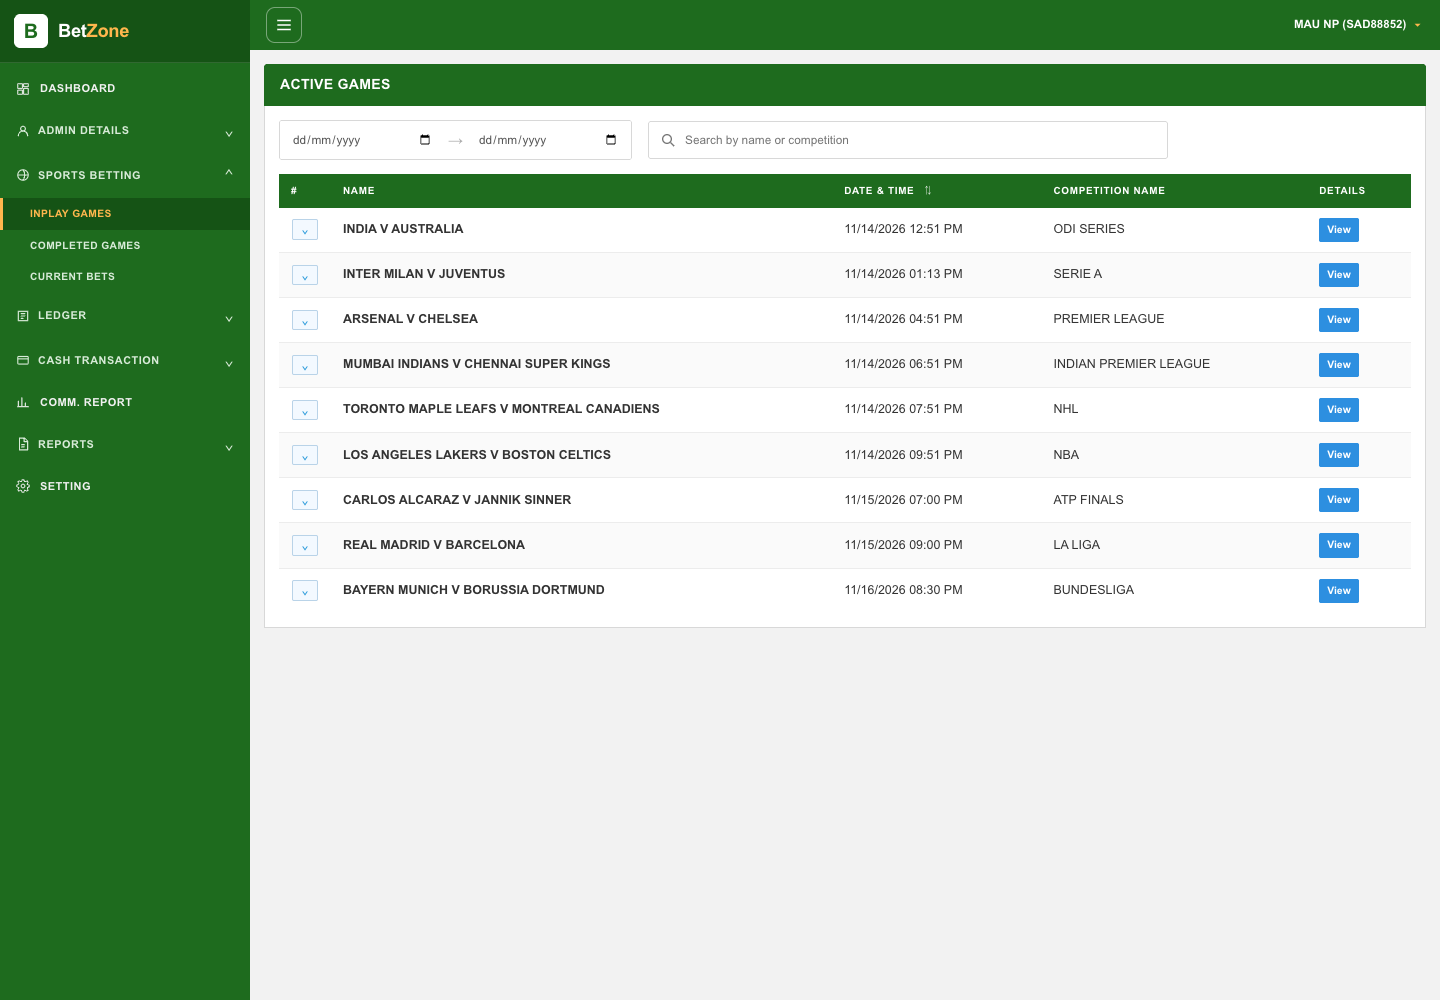 B BetZone
MAU NP (SAD88852)
DASHBOARD
ADMIN DETAILS
SPORTS BETTING
INPLAY GAMES
COMPLETED GAMES
CURRENT BETS
LEDGER
CASH TRANSACTION
COMM. REPORT
REPORTS
SETTING
ACTIVE GAMES
dd/mm/yyyy → dd/mm/yyyy Search by name or competition
# NAME DATE & TIME COMPETITION NAME DETAILS
INDIA V AUSTRALIA 11/14/2026 12:51 PM ODI SERIES View
INTER MILAN V JUVENTUS 11/14/2026 01:13 PM SERIE A View
ARSENAL V CHELSEA 11/14/2026 04:51 PM PREMIER LEAGUE View
MUMBAI INDIANS V CHENNAI SUPER KINGS 11/14/2026 06:51 PM INDIAN PREMIER LEAGUE View
TORONTO MAPLE LEAFS V MONTREAL CANADIENS 11/14/2026 07:51 PM NHL View
LOS ANGELES LAKERS V BOSTON CELTICS 11/14/2026 09:51 PM NBA View
CARLOS ALCARAZ V JANNIK SINNER 11/15/2026 07:00 PM ATP FINALS View
REAL MADRID V BARCELONA 11/15/2026 09:00 PM LA LIGA View
BAYERN MUNICH V BORUSSIA DORTMUND 11/16/2026 08:30 PM BUNDESLIGA View